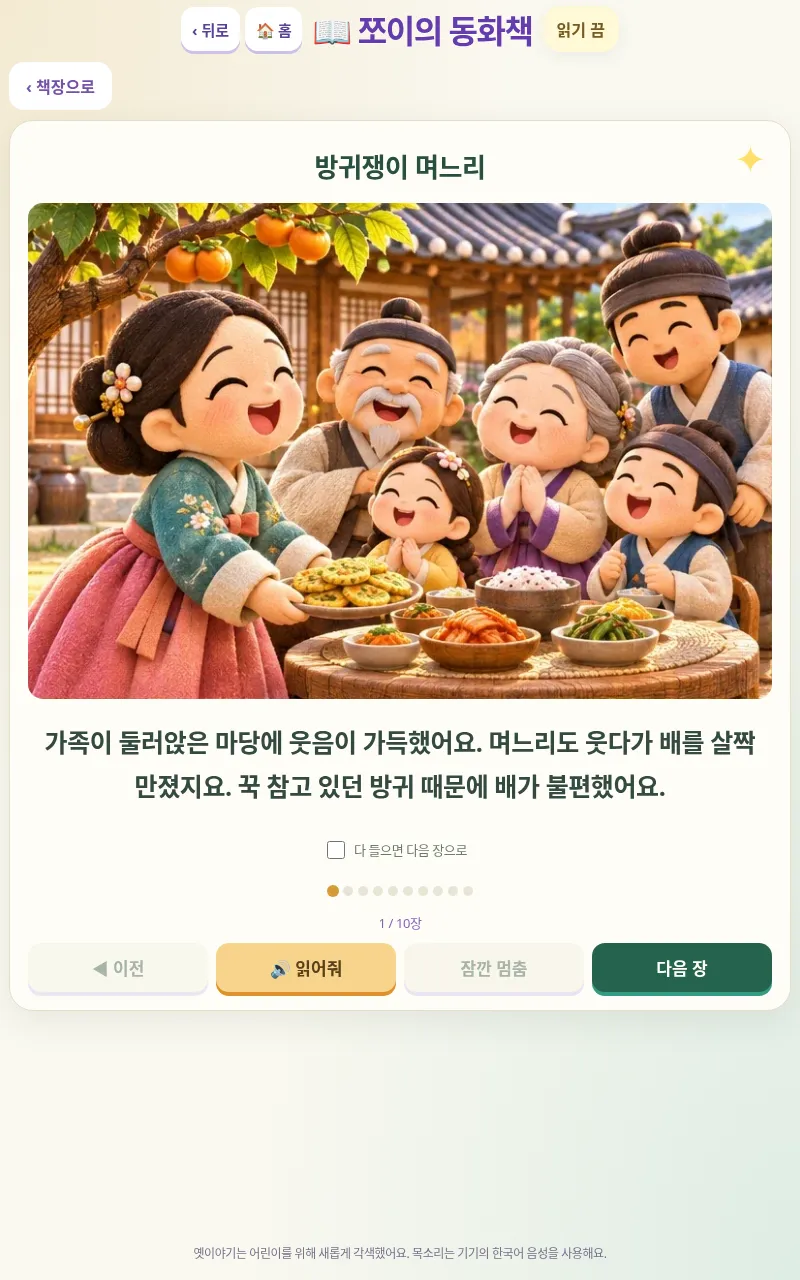 ‹ 뒤로
🏠 홈
📖 쪼이의 동화책
읽기 끔
‹ 책장으로
방귀쟁이 며느리
가족이 둘러앉은 마당에 웃음이 가득했어요. 며느리도 웃다가 배를 살짝
만졌지요. 꾹 참고 있던 방귀 때문에 배가 불편했어요.
다 들으면 다음 장으로
1 / 10장
◀ 이전
🔊 읽어줘
잠깐 멈춤
다음 장
옛이야기는 어린이를 위해 새롭게 각색했어요. 목소리는 기기의 한국어 음성을 사용해요.